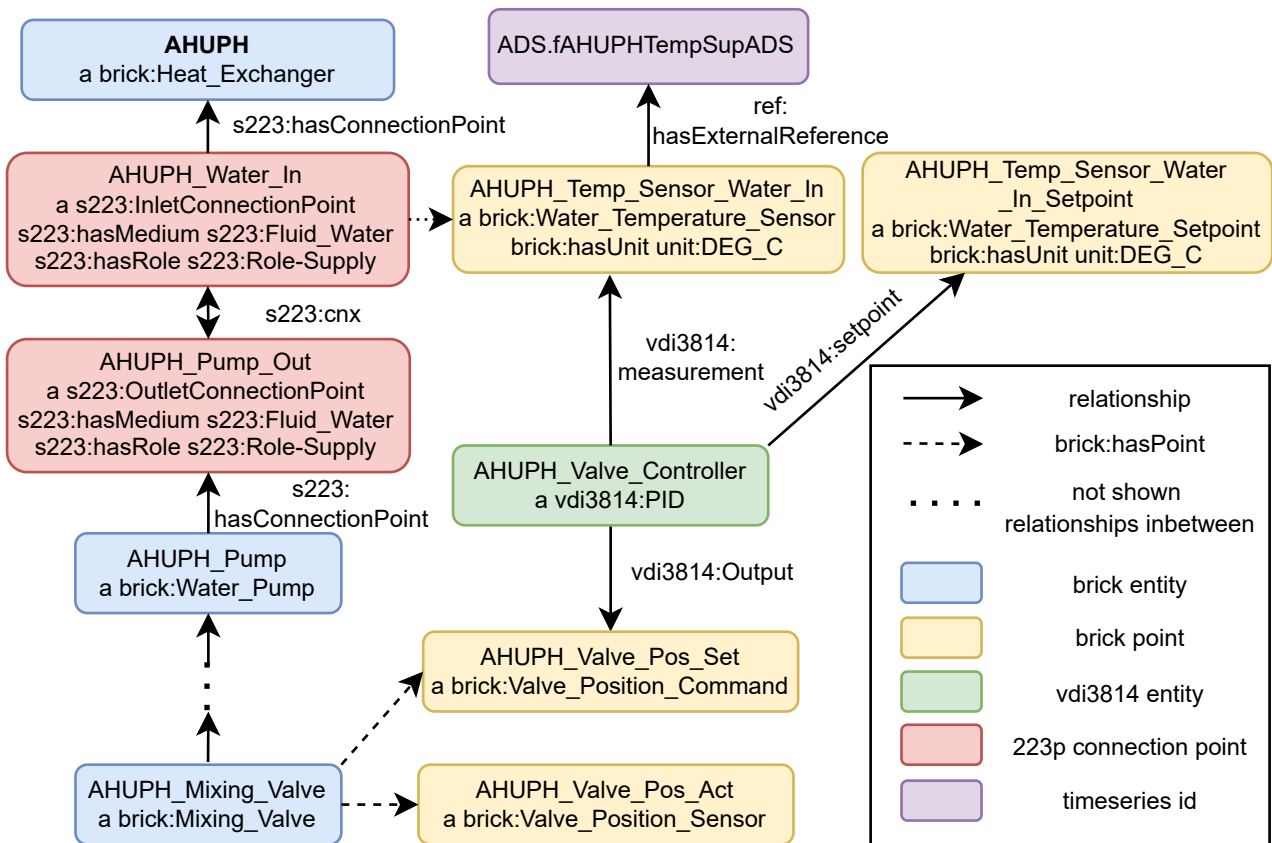 AHUPH
a brick:Heat_Exchanger
ADS.fAHUPHTempSupADS
s223:hasConnectionPoint
ref:
hasExternalReference
AHUPH_Water_In
a s223:InletConnectionPoint
s223:hasMedium s223:Fluid_Water
s223:hasRole s223:Role-Supply
AHUPH_Temp_Sensor_Water_In
a brick:Water_Temperature_Sensor
brick:hasUnit unit:DEG_C
AHUPH_Temp_Sensor_Water
_In_Setpoint
a brick:Water_Temperature_Setpoint
brick:hasUnit unit:DEG_C
s223:cnx
vdi3814:
measurement
vdi3814:setpoint
AHUPH_Pump_Out
a s223:OutletConnectionPoint
s223:hasMedium s223:Fluid_Water
s223:hasRole s223:Role-Supply
AHUPH_Valve_Controller
a vdi3814:PID
s223:
hasConnectionPoint
AHUPH_Pump
a brick:Water_Pump
vdi3814:Output
AHUPH_Valve_Pos_Set
a brick:Valve_Position_Command
AHUPH_Mixing_Valve
a brick:Mixing_Valve
AHUPH_Valve_Pos_Act
a brick:Valve_Position_Sensor
relationship
brick:hasPoint
not shown
relationships inbetween
brick entity
brick point
vdi3814 entity
223p connection point
timeseries id